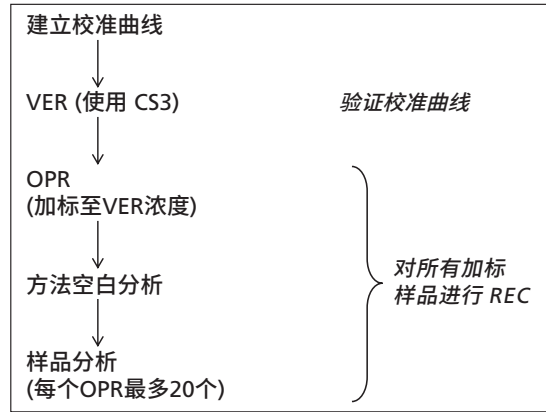 建立校准曲线
VER (使用 CS3)
验证校准曲线
OPR
(加标至VER浓度)
方法空白分析
对所有加标
样品进行 REC
样品分析
(每个OPR最多20个)